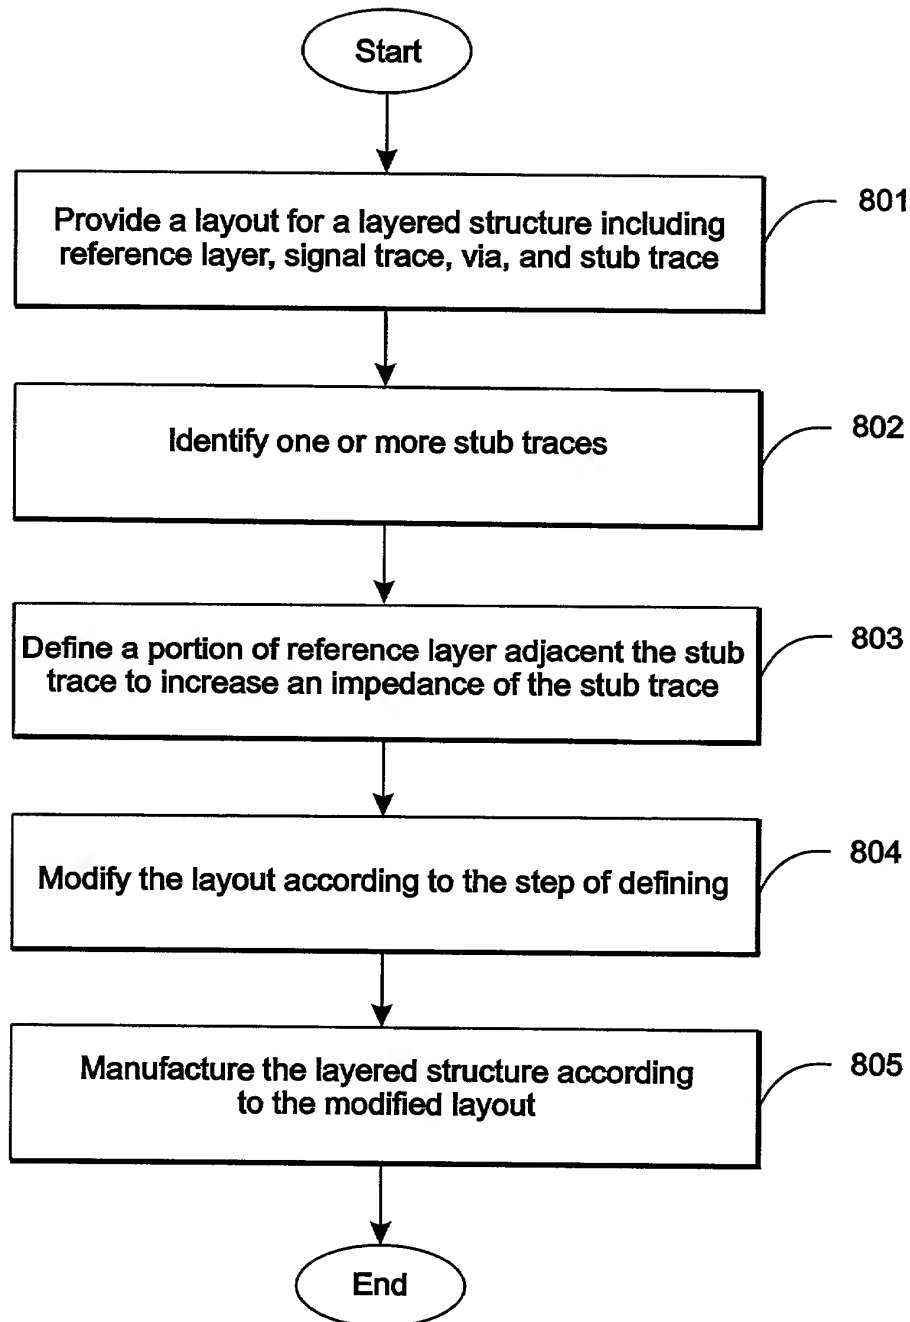 Start
Provide a layout for a layered structure including
reference layer, signal trace, via, and stub trace
801
Identify one or more stub traces
802
Define a portion of reference layer adjacent the stub
trace to increase an impedance of the stub trace
803
Modify the layout according to the step of defining
804
Manufacture the layered structure according
to the modified layout
805
End